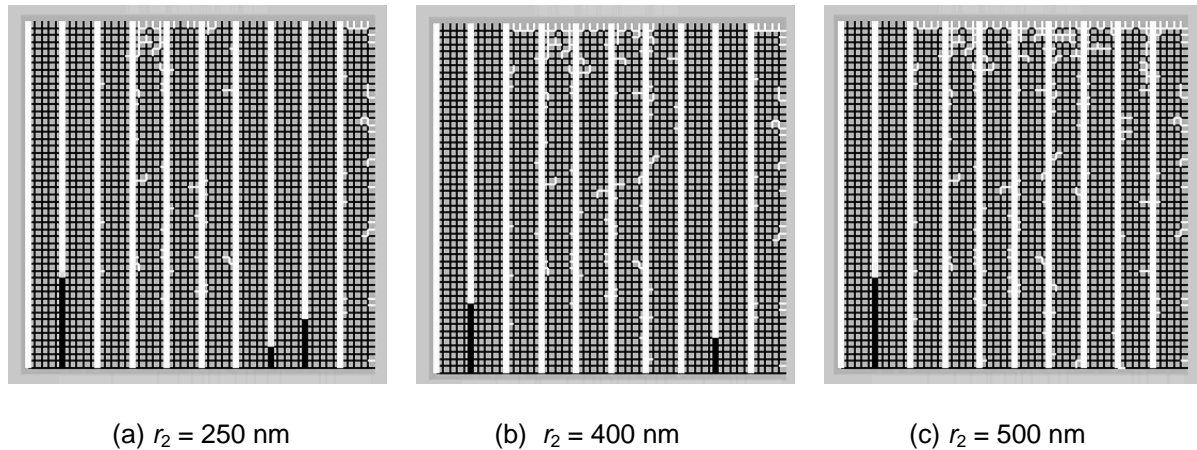 (a) r₂ = 250 nm
(b) r₂ = 400 nm
(c) r₂ = 500 nm